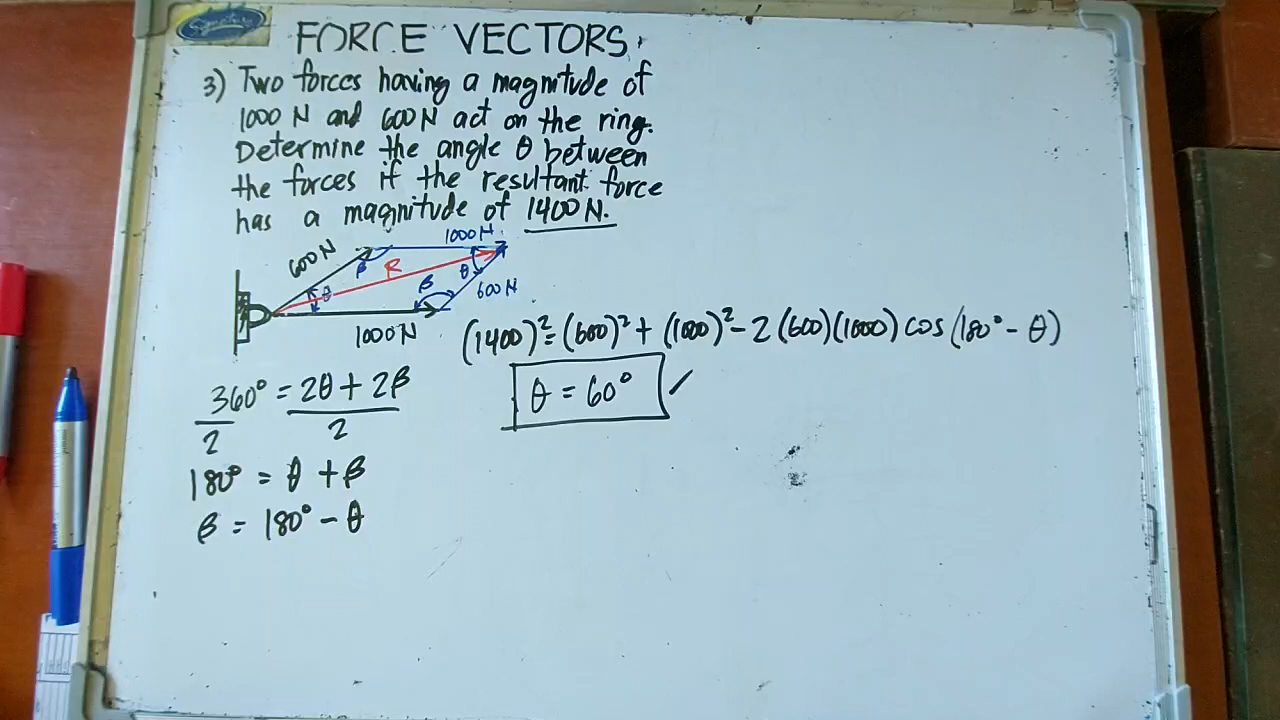 Signature
FORCE VECTORS
3) Two forces having a magnitude of
1000 N and 600 N act on the ring.
Determine the angle θ between
the forces if the resultant force
has a magnitude of 1400 N.
600 N
1000 N
β
R
θ
θ
β
600 N
1000 N
(1400)² = (600)² + (1000)² - 2 (600)(1000) cos (180° - θ)
θ = 60° ✓
360° = 2θ + 2β
2 2
180° = θ + β
β = 180° - θ